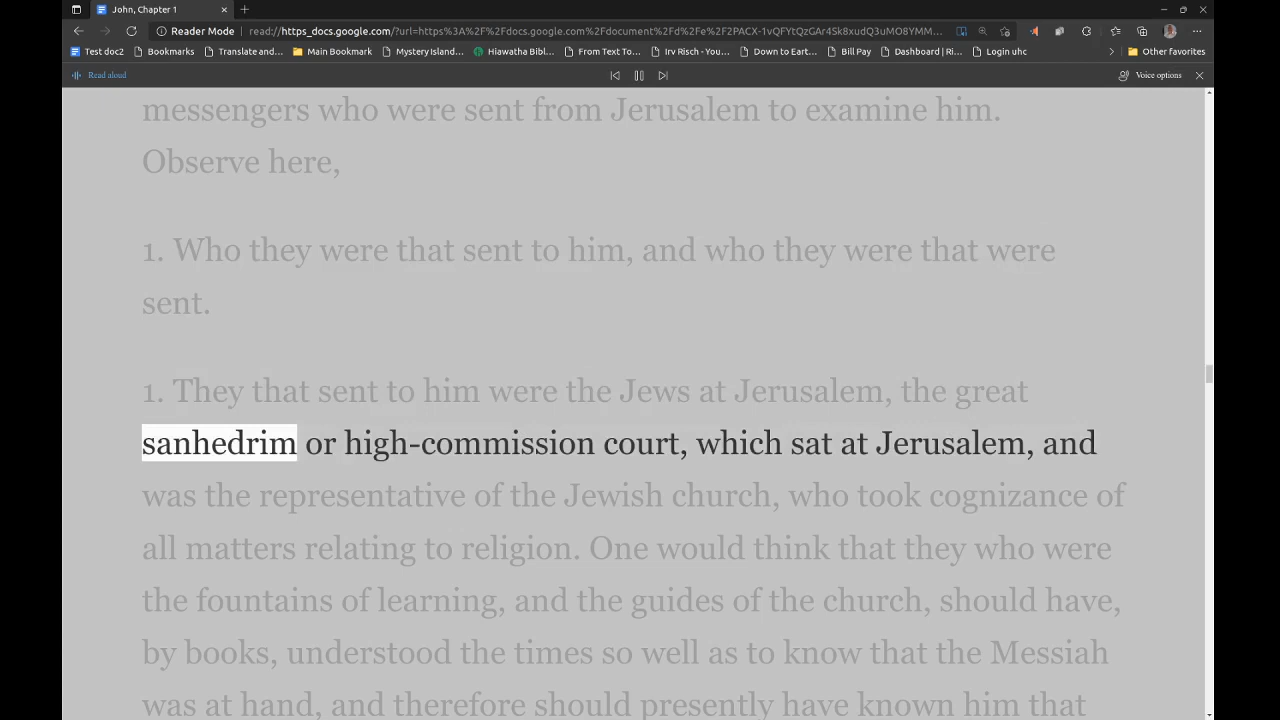 John, Chapter 1
Reader Mode read://https_docs.google.com/?url=https%3A%2F%2Fdocs.google.com%2Fdocument%2Fd%2Fe%2F2PACX-1vQFYtQzGAr4Sk8xudQ3uMO8YMM...
Test doc2 Bookmarks Translate and... Main Bookmark Mystery Island... Hiawatha Bibl... From Text To... Irv Risch - You... Down to Eart... Bill Pay Dashboard | Ri... Login uhc Other favorites
Read aloud Voice options
messengers who were sent from Jerusalem to examine him.
Observe here,
1. Who they were that sent to him, and who they were that were
sent.
1. They that sent to him were the Jews at Jerusalem, the great
sanhedrim or high-commission court, which sat at Jerusalem, and
was the representative of the Jewish church, who took cognizance of
all matters relating to religion. One would think that they who were
the fountains of learning, and the guides of the church, should have,
by books, understood the times so well as to know that the Messiah
was at hand, and therefore should presently have known him that